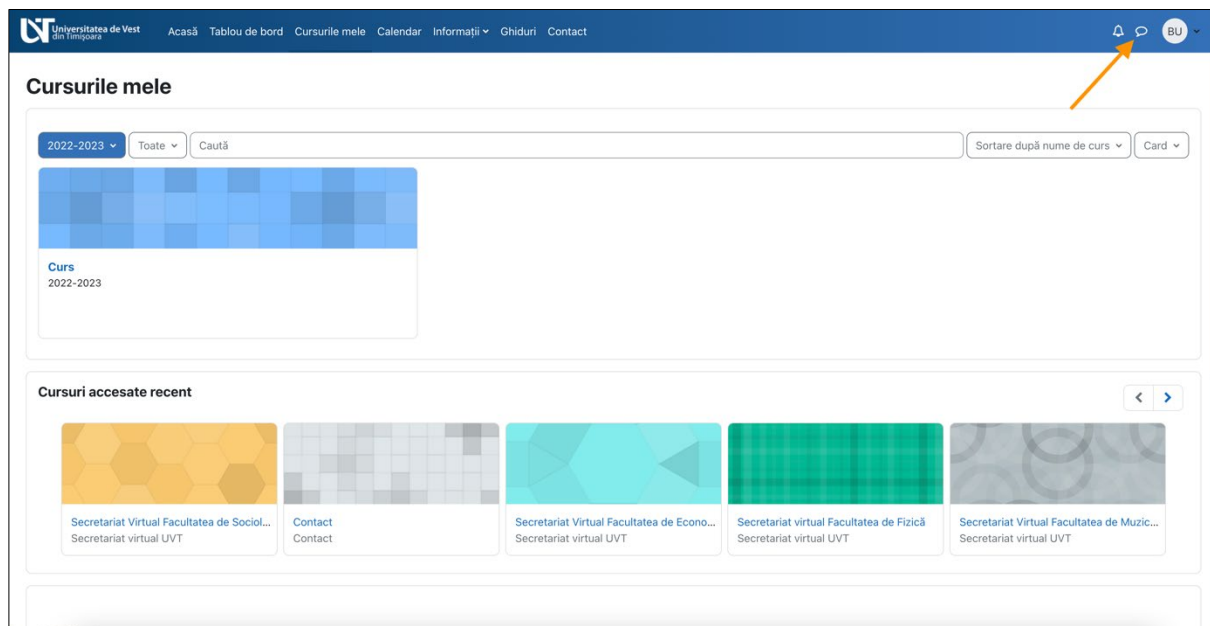 Universitatea de Vest
din Timișoara
Acasă Tablou de bord Cursurile mele Calendar Informații Ghiduri Contact
BU
Cursurile mele
2022-2023 Toate Caută Sortare după nume de curs Card
Curs
2022-2023
Cursuri accesate recent
Secretariat Virtual Facultatea de Sociol...
Secretariat virtual UVT
Contact
Contact
Secretariat Virtual Facultatea de Econo...
Secretariat virtual UVT
Secretariat virtual Facultatea de Fizică
Secretariat virtual UVT
Secretariat Virtual Facultatea de Muzic...
Secretariat virtual UVT